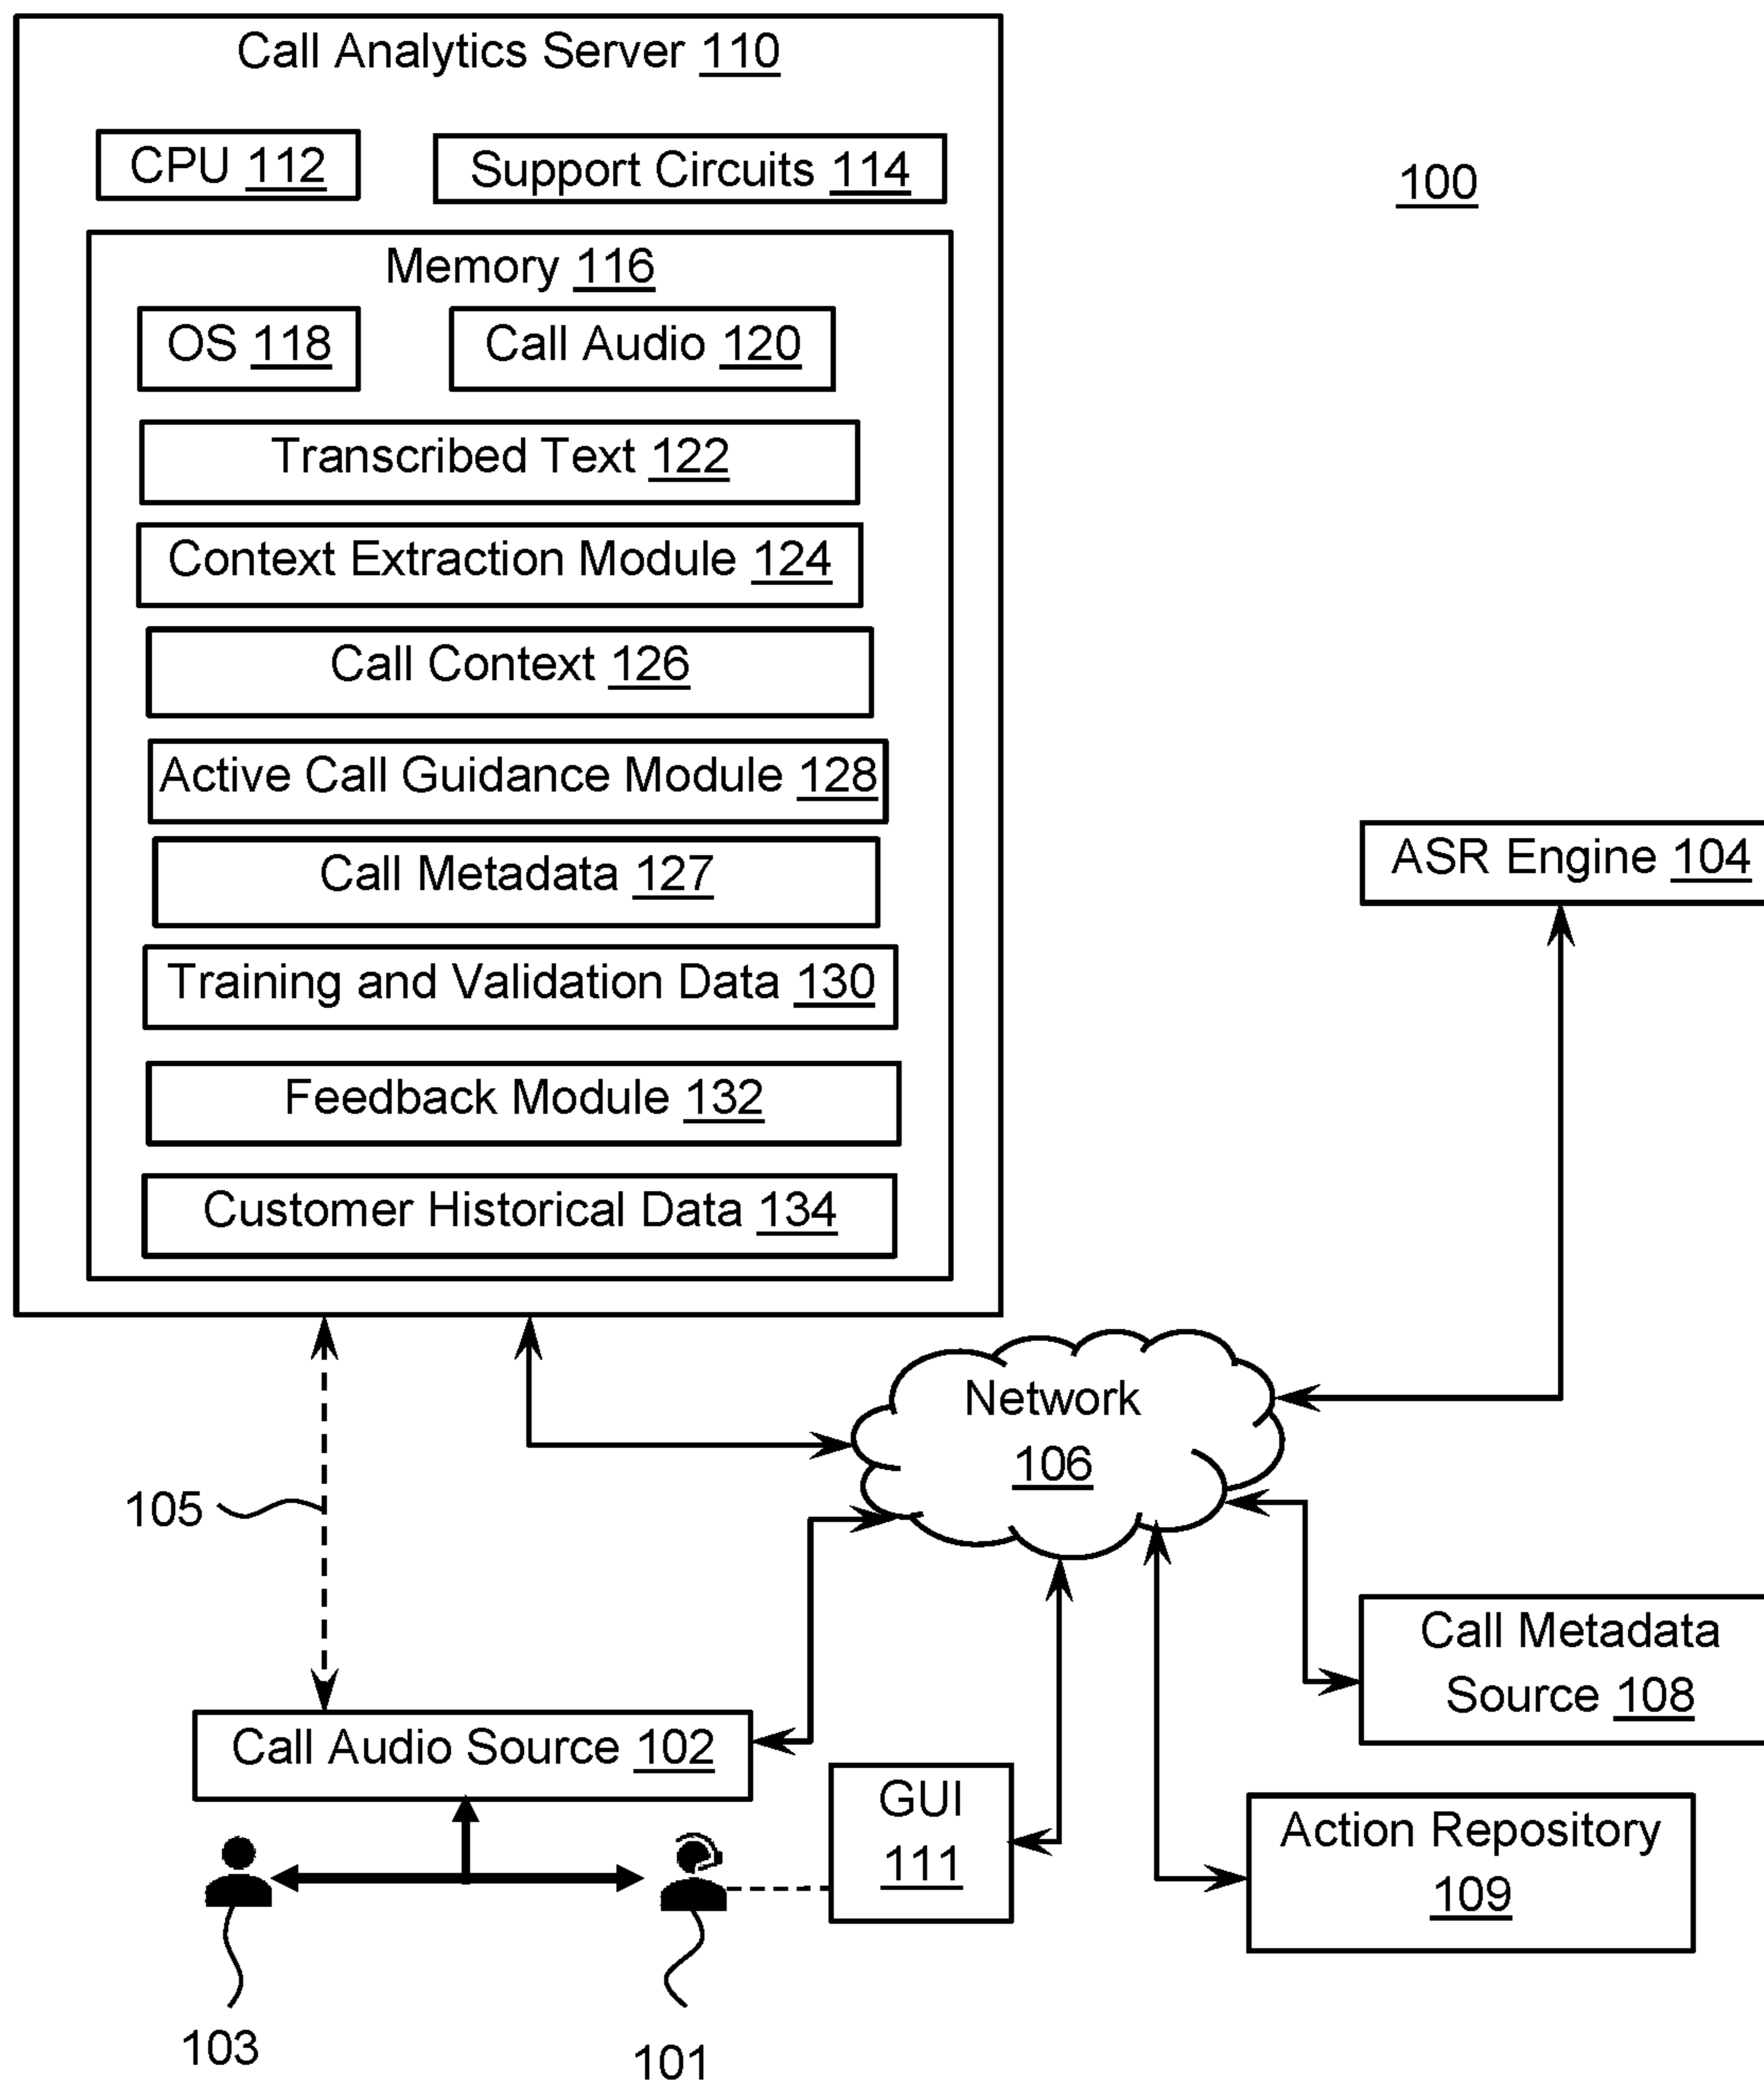 Call Analytics Server 110
CPU 112
Support Circuits 114
100
Memory 116
OS 118
Call Audio 120
Transcribed Text 122
Context Extraction Module 124
Call Context 126
Active Call Guidance Module 128
Call Metadata 127
ASR Engine 104
Training and Validation Data 130
Feedback Module 132
Customer Historical Data 134
Network
106
105
Call Metadata
Source 108
Call Audio Source 102
GUI
111
Action Repository
109
103
101